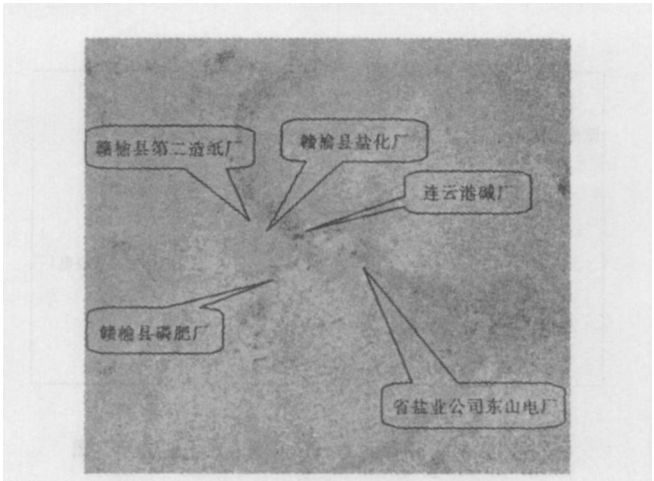 赣榆县第二造纸厂
赣榆县盐化厂
连云港碱厂
赣榆县磷肥厂
省盐业公司东山电厂